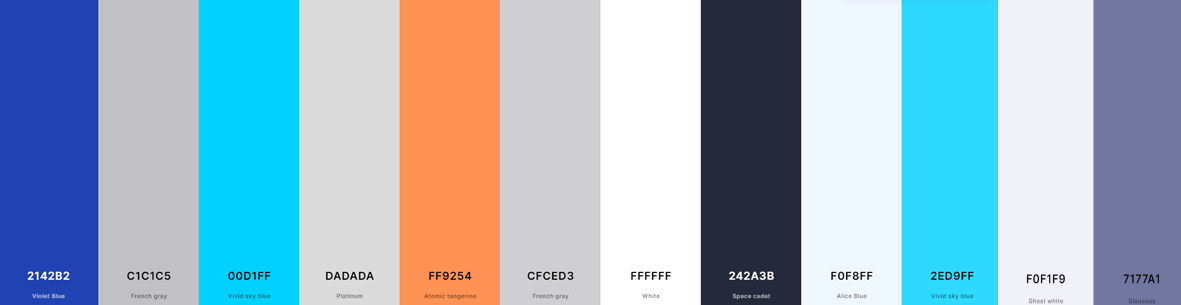 2142B2
Violet Blue
C1C1C5
French gray
00D1FF
Vivid sky blue
DADADA
Platinum
FF9254
Atomic tangerine
CFCED3
French gray
FFFFFF
White
242A3B
Space cadet
F0F8FF
Alice Blue
2ED9FF
Vivid sky blue
F0F1F9
Ghost white
7177A1
Glaucous